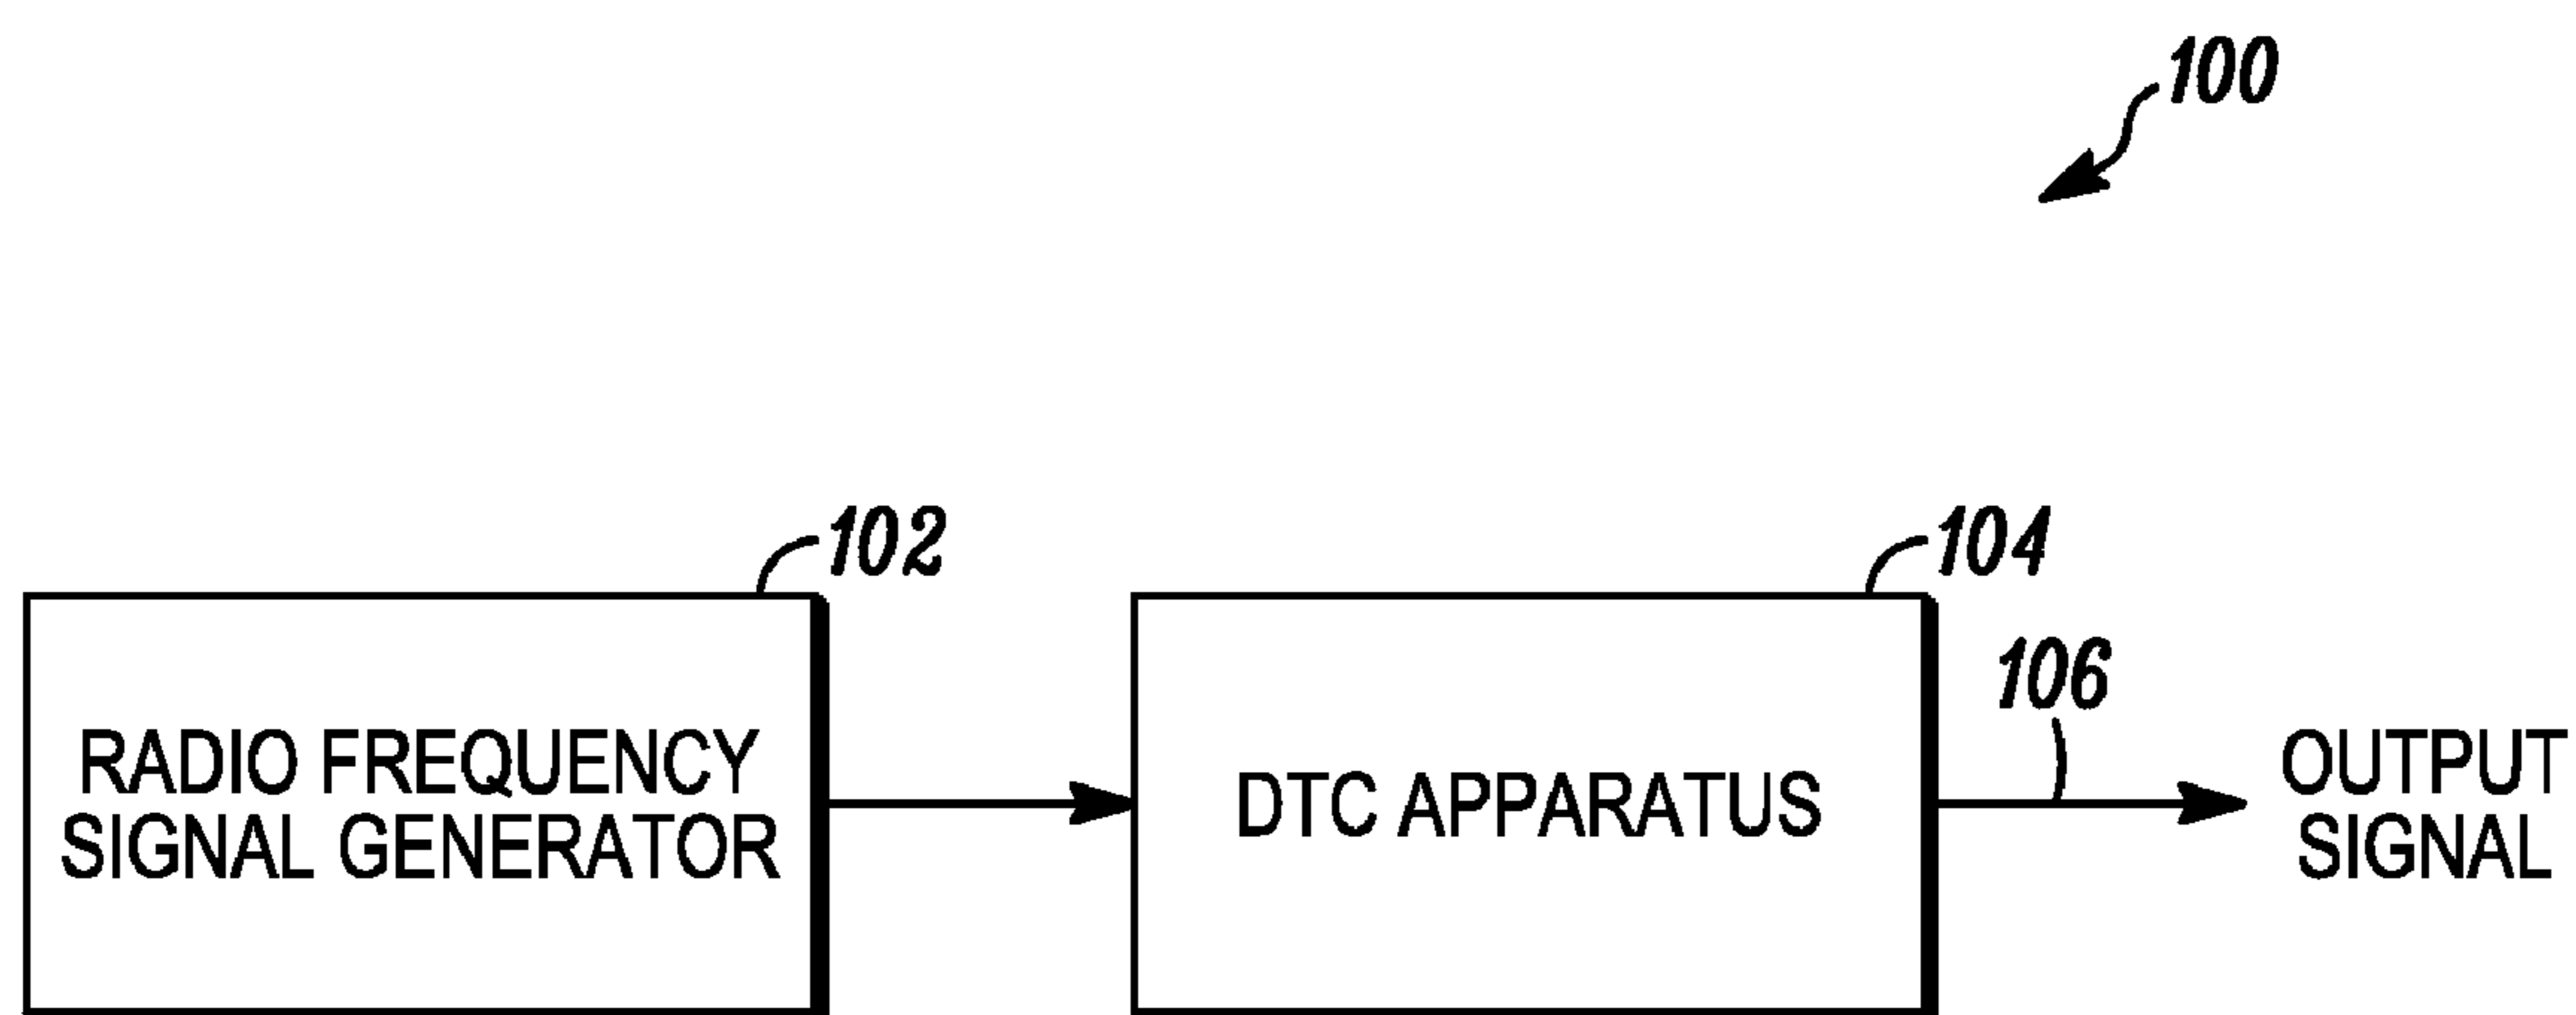 100
102
104
106
RADIO FREQUENCY
SIGNAL GENERATOR
DTC APPARATUS
OUTPUT
SIGNAL